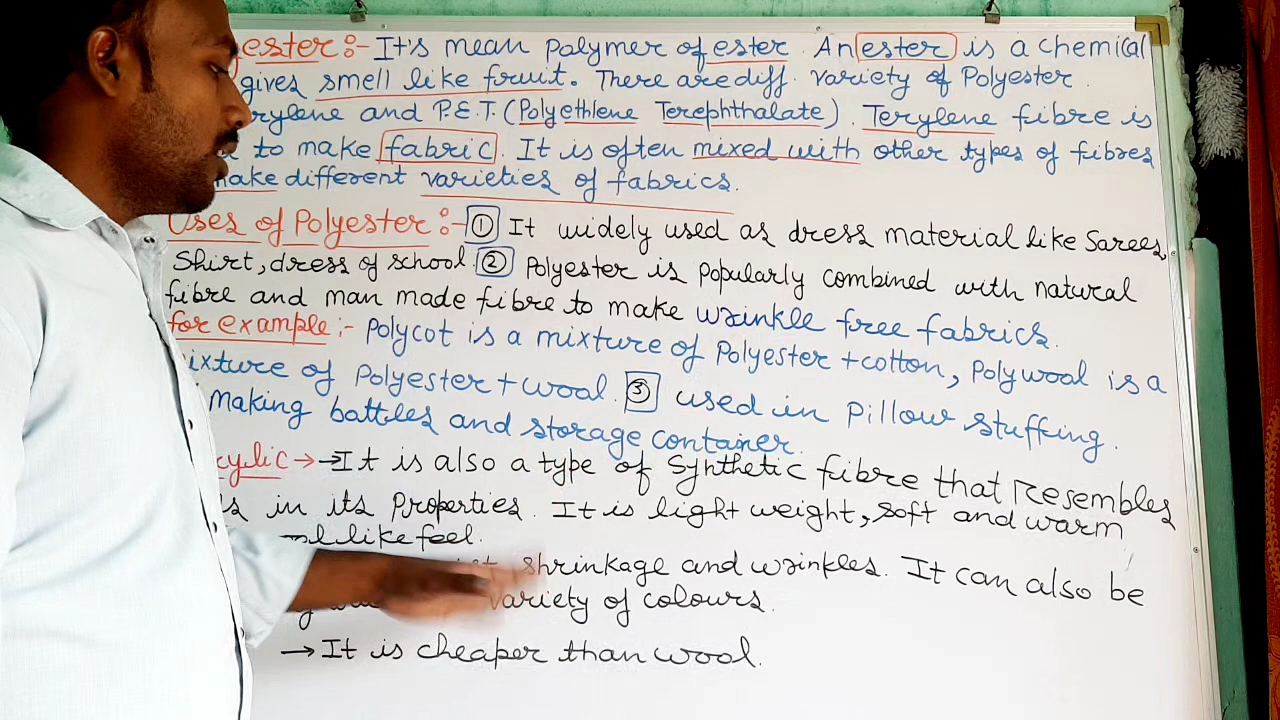 ester :- It's mean Polymer of ester. An ester is a chemical
gives smell like fruit. There are diff. variety of Polyester.
rylene and P.E.T. (Polyethlene Terephthalate). Terylene fibre is
to make fabric. It is often mixed with other types of fibres
make different varieties of fabrics.
Uses of Polyester :- ① It widely used as dress material like Sarees,
Shirt, dress of school. ② Polyester is popularly combined with natural
fibre and man made fibre to make wrinkle free fabrics.
for example :- Polycot is a mixture of Polyester + cotton, Polywool is a
ixture of Polyester + wool. ③ used in Pillow stuffing.
Making battles and storage container.
ylic → → It is also a type of Synthetic fibre that resembles
in its Properties. It is light weight, soft and warm
like feel.
shrinkage and wrinkles. It can also be
variety of colours.
→ It is cheaper than wool.